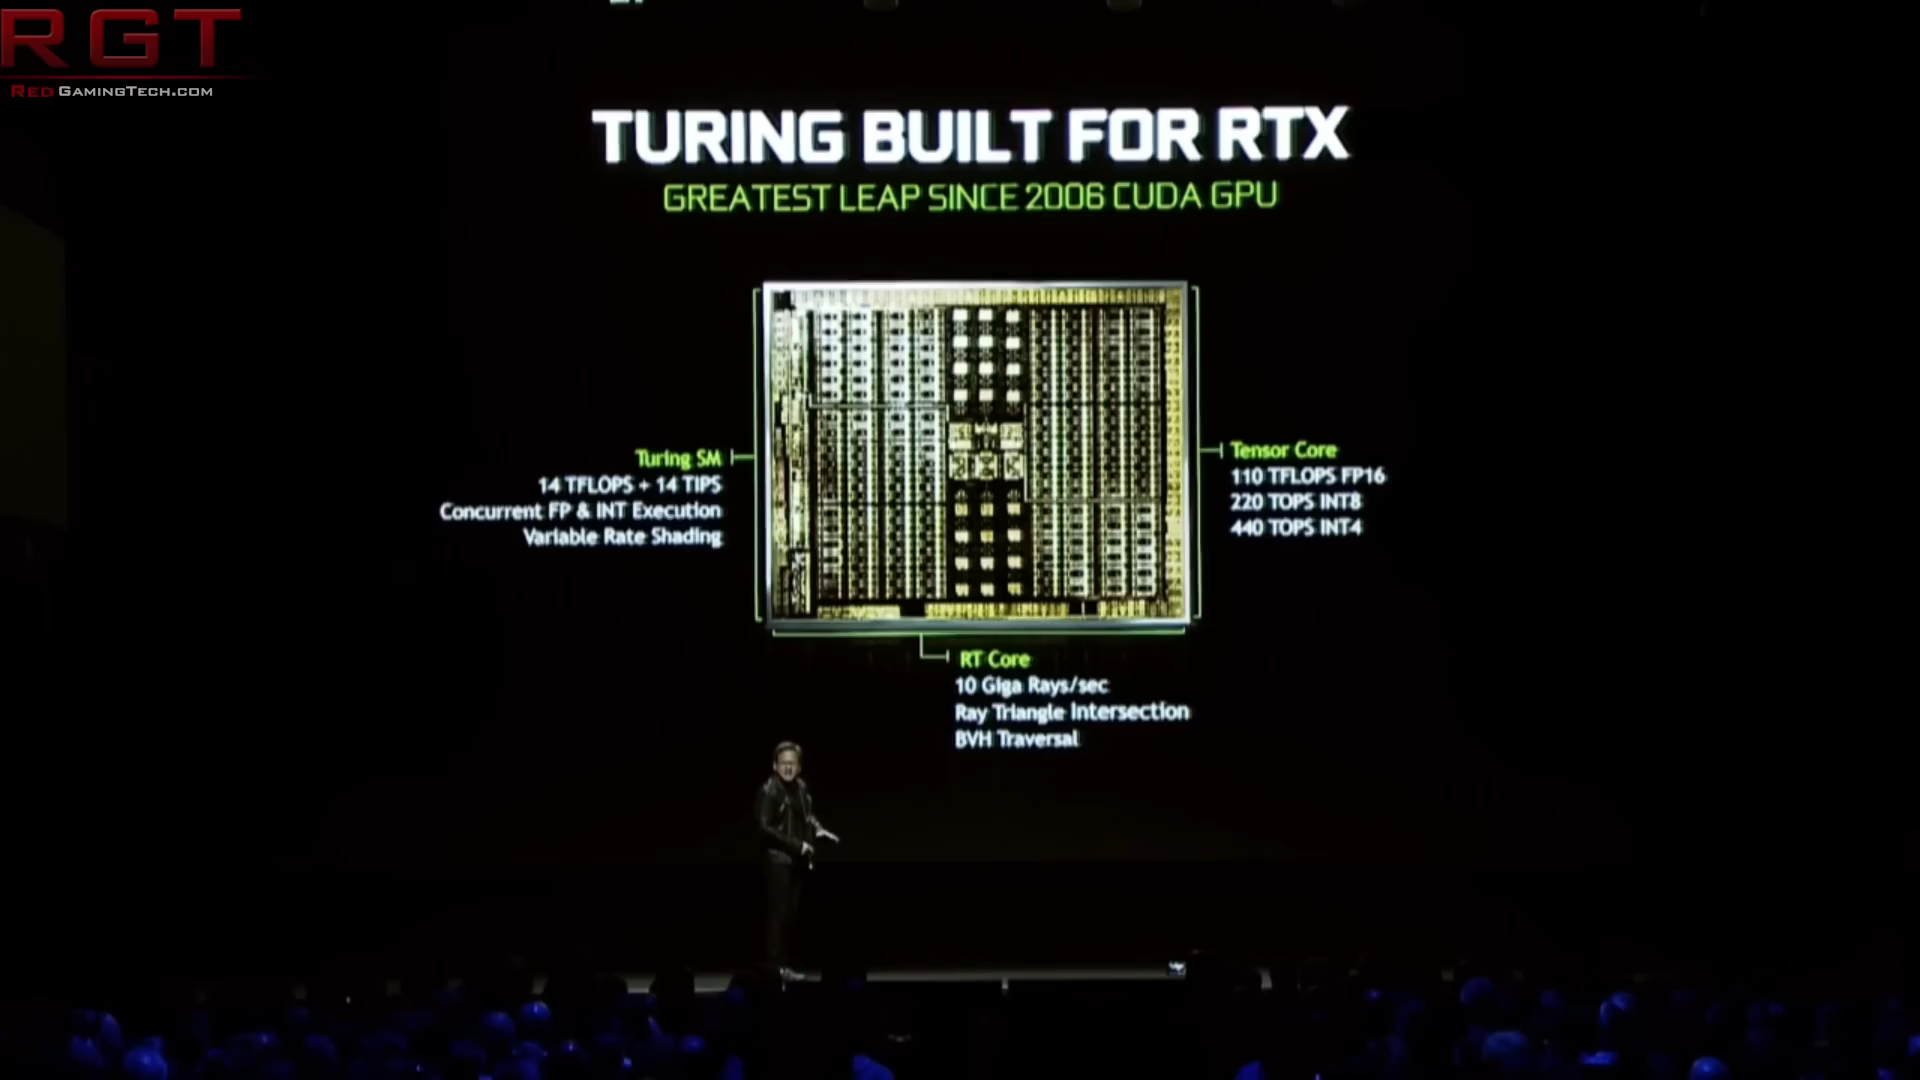 RGT
REDGAMINGTECH.COM
TURING BUILT FOR RTX
GREATEST LEAP SINCE 2006 CUDA GPU
Turing SM
14 TFLOPS + 14 TIPS
Concurrent FP & INT Execution
Variable Rate Shading
Tensor Core
110 TFLOPS FP16
220 TOPS INT8
440 TOPS INT4
RT Core
10 Giga Rays/sec
Ray Triangle Intersection
BVH Traversal